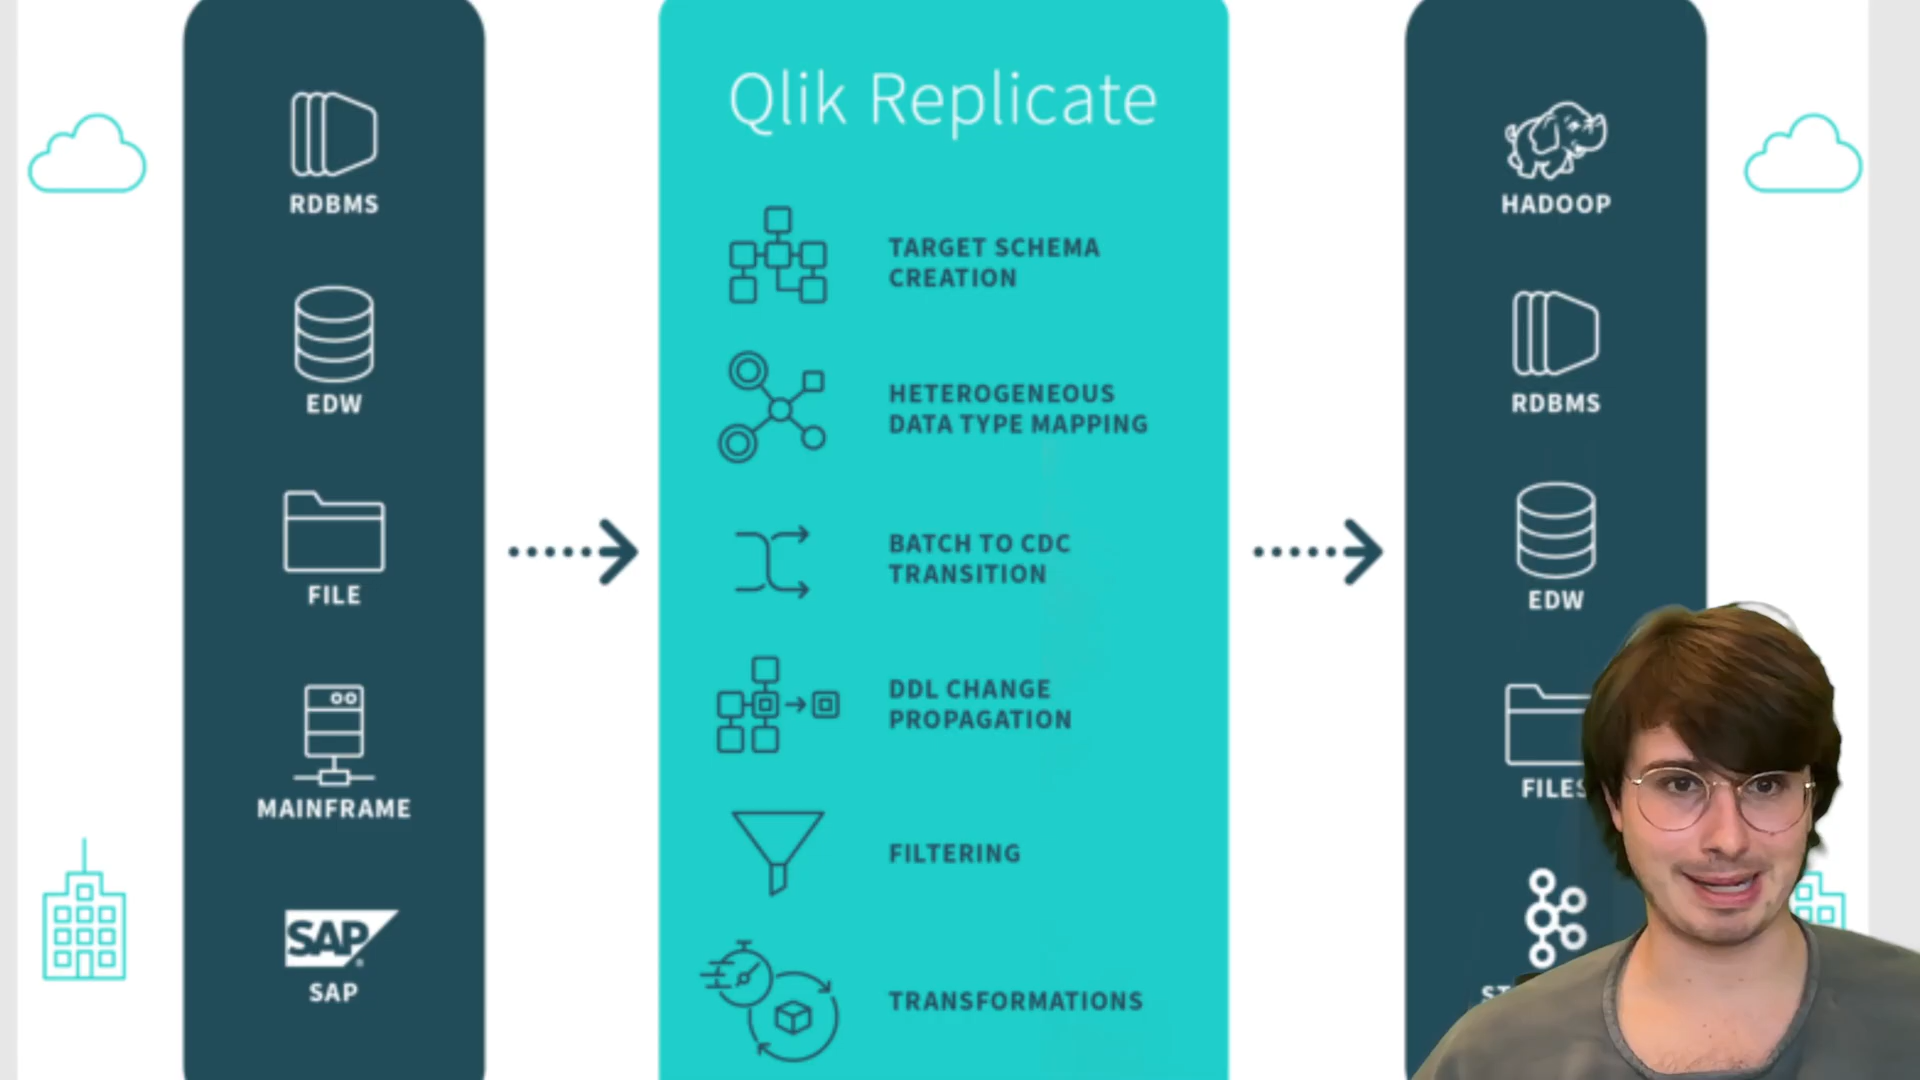 RDBMS
EDW
FILE
MAINFRAME
SAP
SAP
Qlik Replicate
TARGET SCHEMA
CREATION
HETEROGENEOUS
DATA TYPE MAPPING
BATCH TO CDC
TRANSITION
DDL CHANGE
PROPAGATION
FILTERING
TRANSFORMATIONS
HADOOP
RDBMS
EDW
FILES